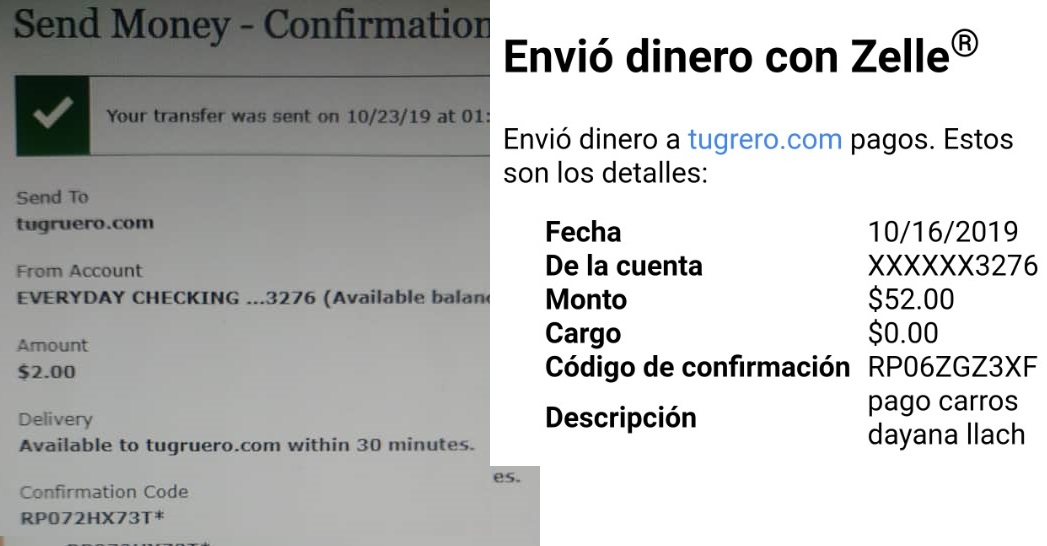 Send Money - Confirmation
Your transfer was sent on 10/23/19 at 01:
Send To
tugruero.com
From Account
EVERYDAY CHECKING ...3276 (Available balanc
Amount
$2.00
Delivery
Available to tugruero.com within 30 minutes.
Confirmation Code
RP072HX73T*
es.
Envió dinero con Zelle®
Envió dinero a tugrero.com pagos. Estos
son los detalles:
Fecha 10/16/2019
De la cuenta XXXXXX3276
Monto $52.00
Cargo $0.00
Código de confirmación RP06ZGZ3XF
Descripción pago carros
dayana llach